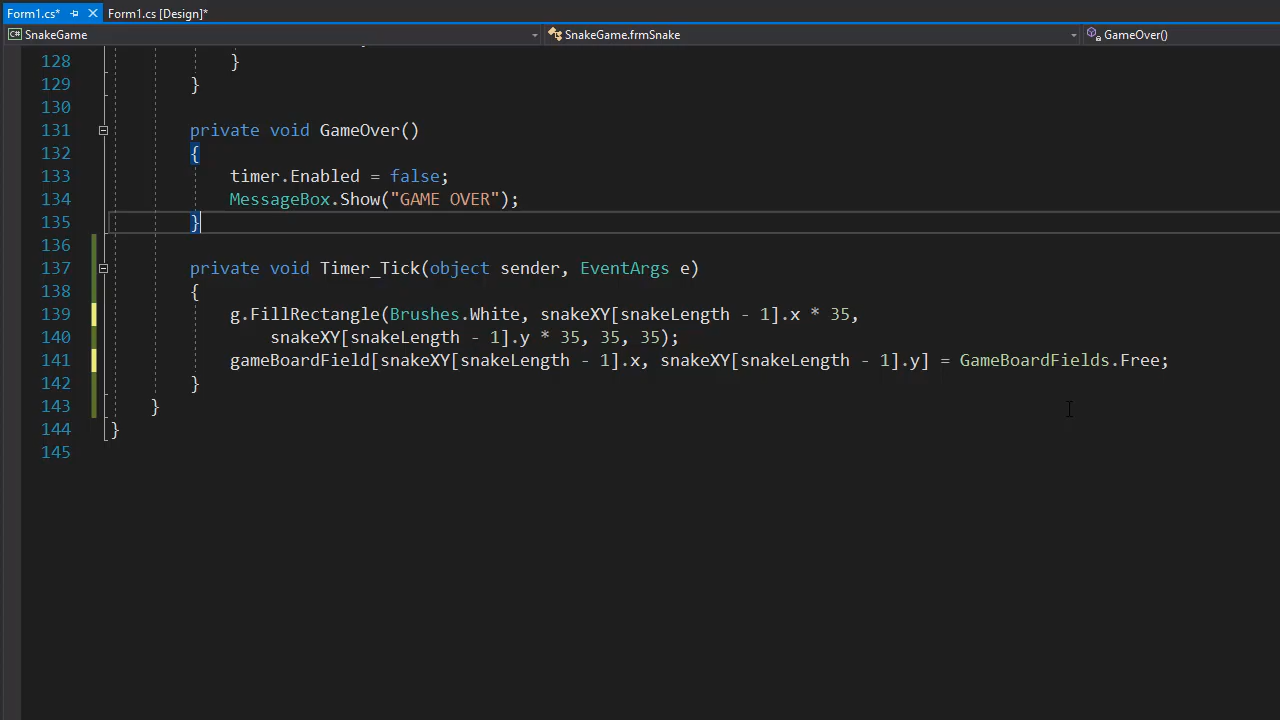 Form1.cs* Form1.cs [Design]*
C# SnakeGame SnakeGame.frmSnake GameOver()
128 }
129 }
130
131 private void GameOver()
132 {
133 timer.Enabled = false;
134 MessageBox.Show("GAME OVER");
135 }
136
137 private void Timer_Tick(object sender, EventArgs e)
138 {
139 g.FillRectangle(Brushes.White, snakeXY[snakeLength - 1].x * 35,
140 snakeXY[snakeLength - 1].y * 35, 35, 35);
141 gameBoardField[snakeXY[snakeLength - 1].x, snakeXY[snakeLength - 1].y] = GameBoardFields.Free;
142 }
143 }
144 }
145